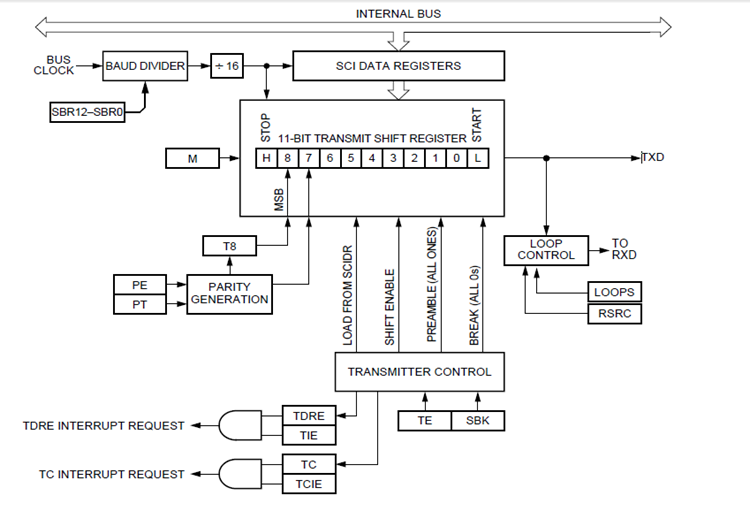 INTERNAL BUS
BUS
CLOCK
BAUD DIVIDER
÷ 16
SCI DATA REGISTERS
SBR12–SBR0
STOP
11-BIT TRANSMIT SHIFT REGISTER
START
M
H 8 7 6 5 4 3 2 1 0 L
TXD
MSB
T8
LOOP
CONTROL
TO
RXD
PE
PT
PARITY
GENERATION
LOAD FROM SCIDR
SHIFT ENABLE
PREAMBLE (ALL ONES)
BREAK (ALL 0s)
LOOPS
RSRC
TRANSMITTER CONTROL
TDRE INTERRUPT REQUEST
TDRE
TIE
TE
SBK
TC INTERRUPT REQUEST
TC
TCIE